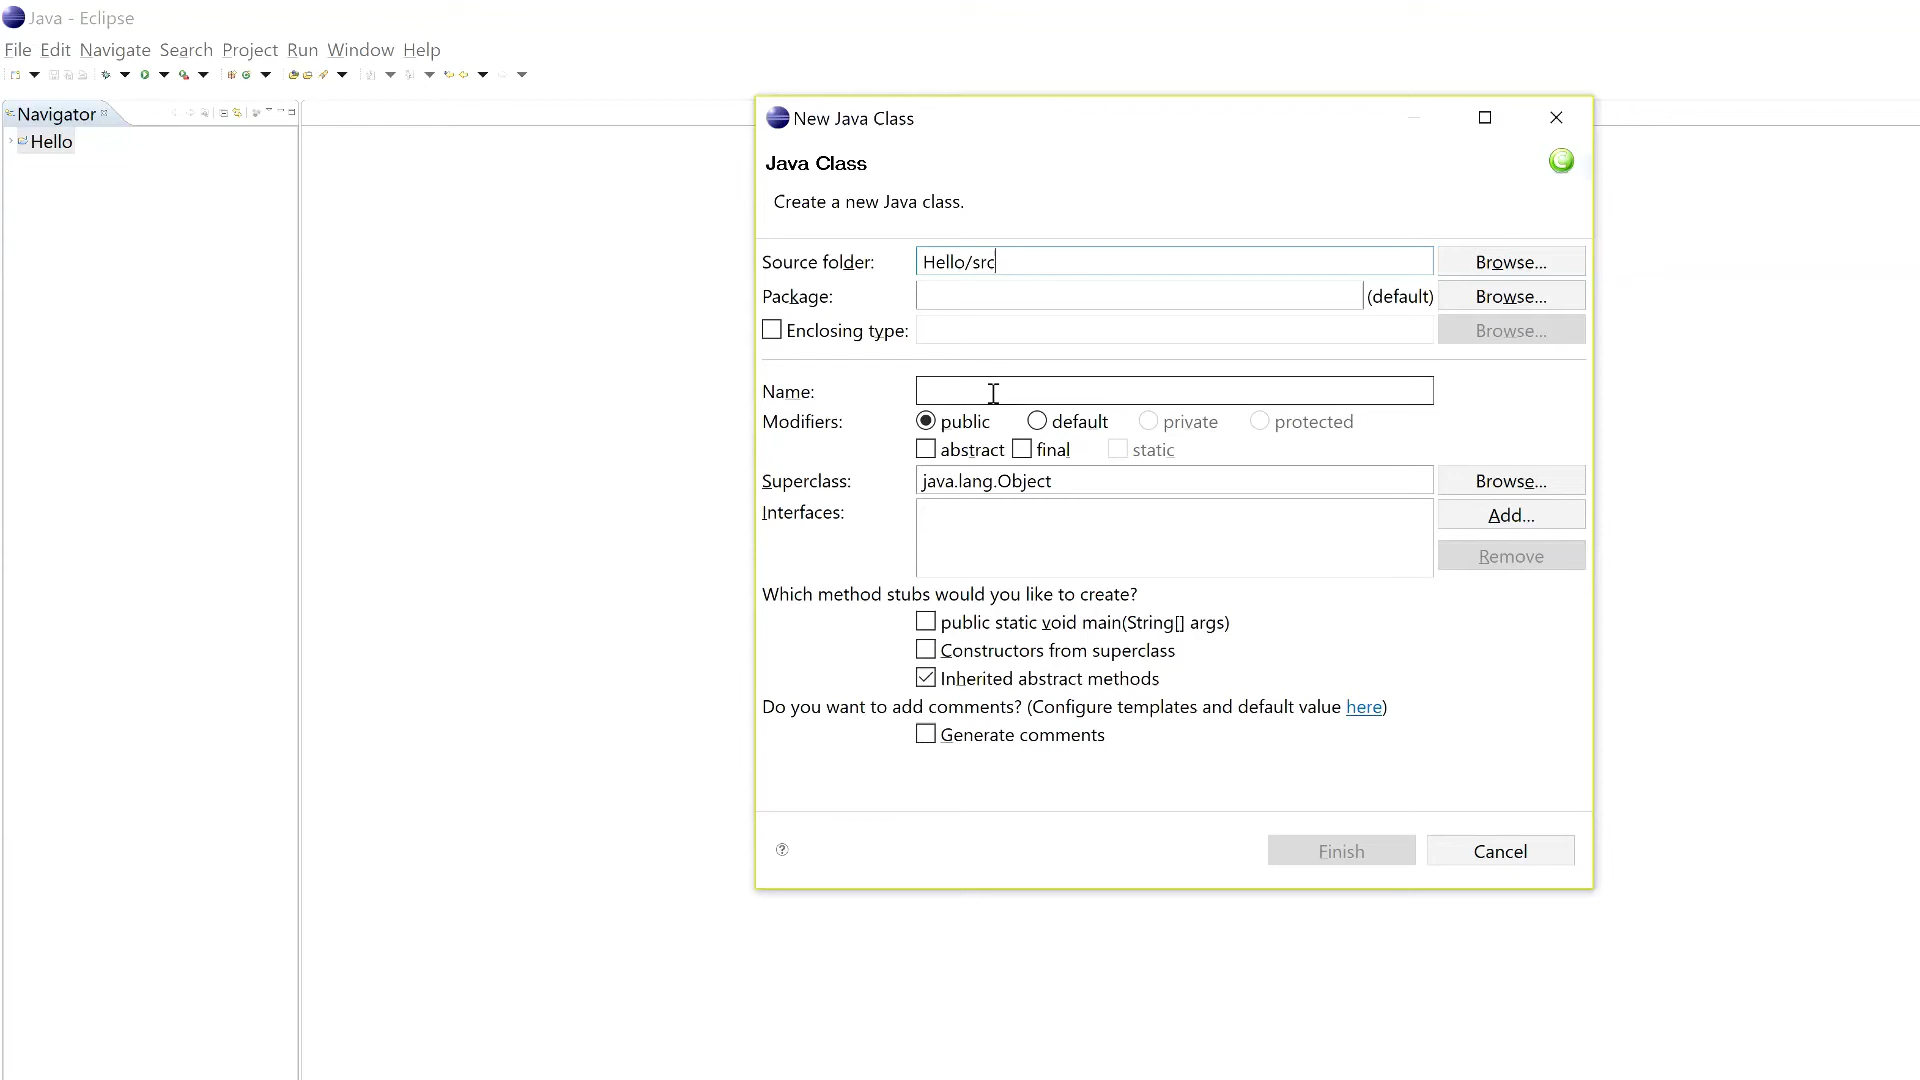 Java - Eclipse
File Edit Navigate Search Project Run Window Help
Navigator
Hello
New Java Class
Java Class
Create a new Java class.
Source folder: Hello/src Browse...
Package: (default) Browse...
Enclosing type: Browse...
Name:
Modifiers: public default private protected
abstract final static
Superclass: java.lang.Object Browse...
Interfaces: Add...
Remove
Which method stubs would you like to create?
public static void main(String[] args)
Constructors from superclass
Inherited abstract methods
Do you want to add comments? (Configure templates and default value here)
Generate comments
Finish Cancel